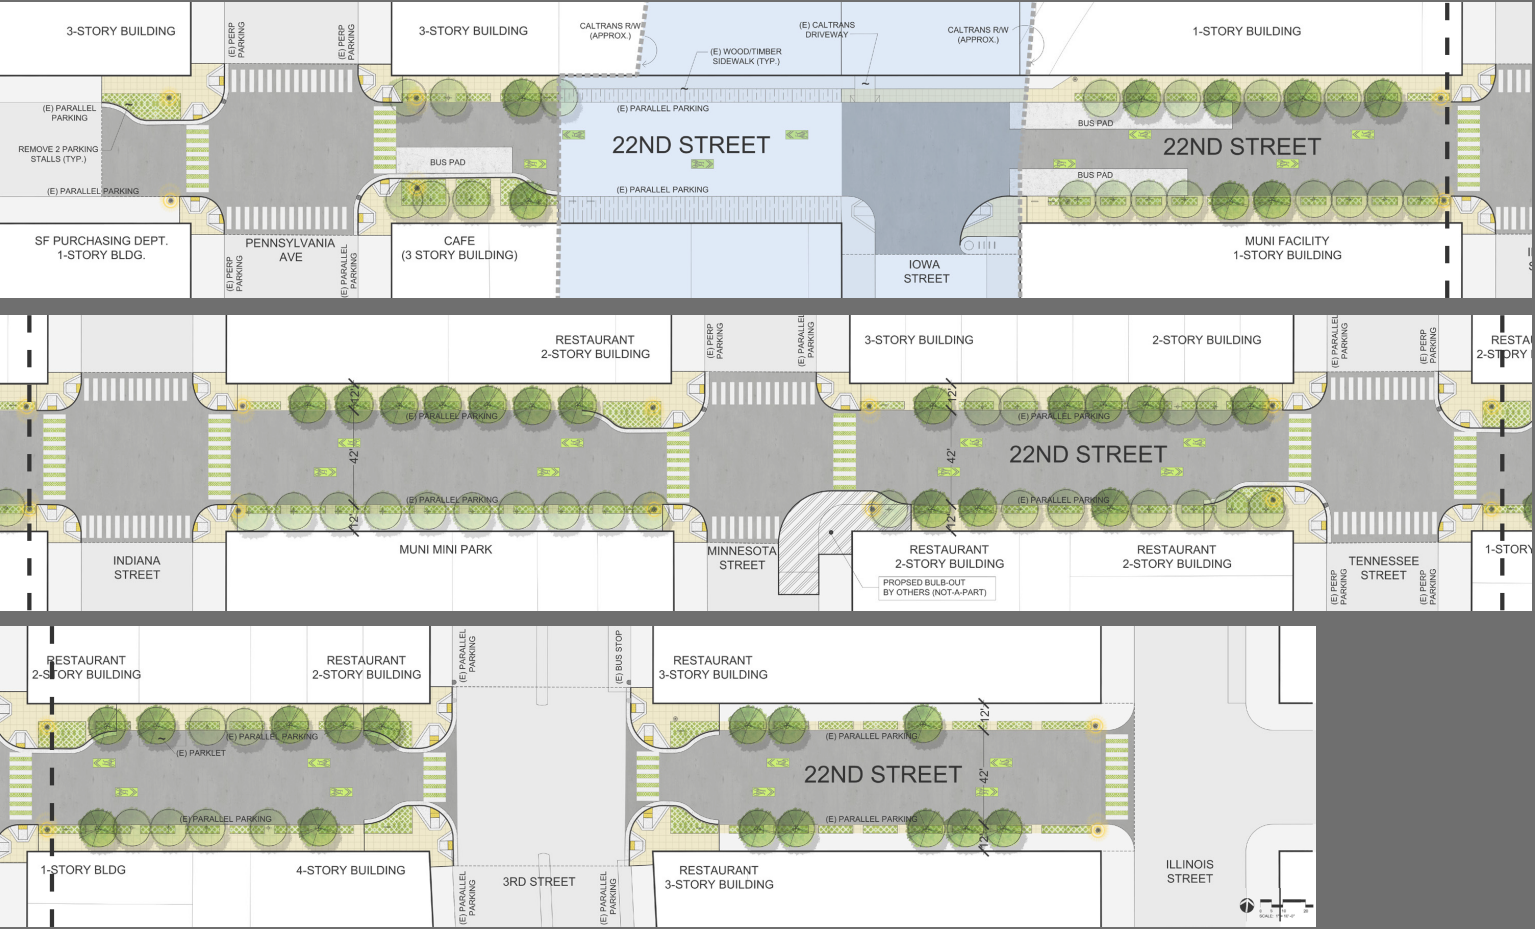 3-STORY BUILDING
(E) PERP
PARKING
(E) PERP
PARKING
3-STORY BUILDING
CALTRANS R/W
(APPROX.)
(E) WOOD/TIMBER
SIDEWALK (TYP.)
(E) CALTRANS
DRIVEWAY
CALTRANS R/W
(APPROX.)
1-STORY BUILDING
(E) PARALLEL
PARKING
REMOVE 2 PARKING
STALLS (TYP.)
(E) PARALLEL PARKING
BUS PAD
(E) PARALLEL PARKING
22ND STREET
(E) PARALLEL PARKING
BUS PAD
22ND STREET
BUS PAD
SF PURCHASING DEPT.
1-STORY BLDG.
PENNSYLVANIA
AVE
(E) PERP
PARKING
(E) PARALLEL
PARKING
CAFE
(3 STORY BUILDING)
IOWA
STREET
MUNI FACILITY
1-STORY BUILDING
RESTAURANT
2-STORY BUILDING
(E) PERP
PARKING
(E) PARALLEL
PARKING
3-STORY BUILDING
2-STORY BUILDING
(E) PARALLEL
PARKING
(E) PERP
PARKING
RESTA
2-STORY
12'
(E) PARALLEL PARKING
12'
(E) PARALLEL PARKING
42'
42'
22ND STREET
(E) PARALLEL PARKING
12'
(E) PARALLEL PARKING
12'
INDIANA
STREET
MUNI MINI PARK
MINNESOTA
STREET
RESTAURANT
2-STORY BUILDING
PROPSED BULB-OUT
BY OTHERS (NOT-A-PART)
RESTAURANT
2-STORY BUILDING
TENNESSEE
STREET
(E) PERP
PARKING
(E) PERP
PARKING
1-STORY
RESTAURANT
2-STORY BUILDING
RESTAURANT
2-STORY BUILDING
(E) PARALLEL
PARKING
(E) BUS STOP
RESTAURANT
3-STORY BUILDING
(E) PARALLEL PARKING
(E) PARKLET
12'
(E) PARALLEL PARKING
22ND STREET
42'
(E) PARALLEL PARKING
(E) PARALLEL PARKING
12'
1-STORY BLDG
4-STORY BUILDING
(E) PARALLEL
PARKING
3RD STREET
(E) PARALLEL
PARKING
RESTAURANT
3-STORY BUILDING
ILLINOIS
STREET